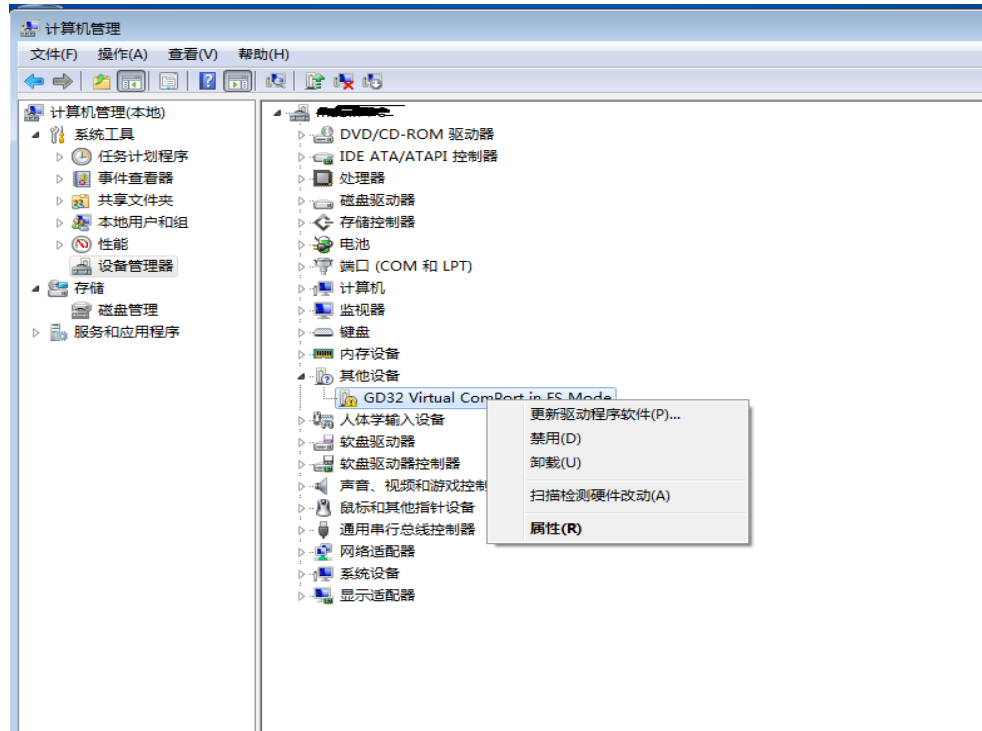 计算机管理
文件(F) 操作(A) 查看(V) 帮助(H)
计算机管理(本地)
系统工具
任务计划程序
事件查看器
共享文件夹
本地用户和组
性能
设备管理器
存储
磁盘管理
服务和应用程序
DVD/CD-ROM 驱动器
IDE ATA/ATAPI 控制器
处理器
磁盘驱动器
存储控制器
电池
端口 (COM 和 LPT)
计算机
监视器
键盘
内存设备
其他设备
GD32 Virtual ComPort in FS Mode
人体学输入设备
软盘驱动器
软盘驱动器控制器
声音、视频和游戏控制
鼠标和其他指针设备
通用串行总线控制器
网络适配器
系统设备
显示适配器
更新驱动程序软件(P)...
禁用(D)
卸载(U)
扫描检测硬件改动(A)
属性(R)